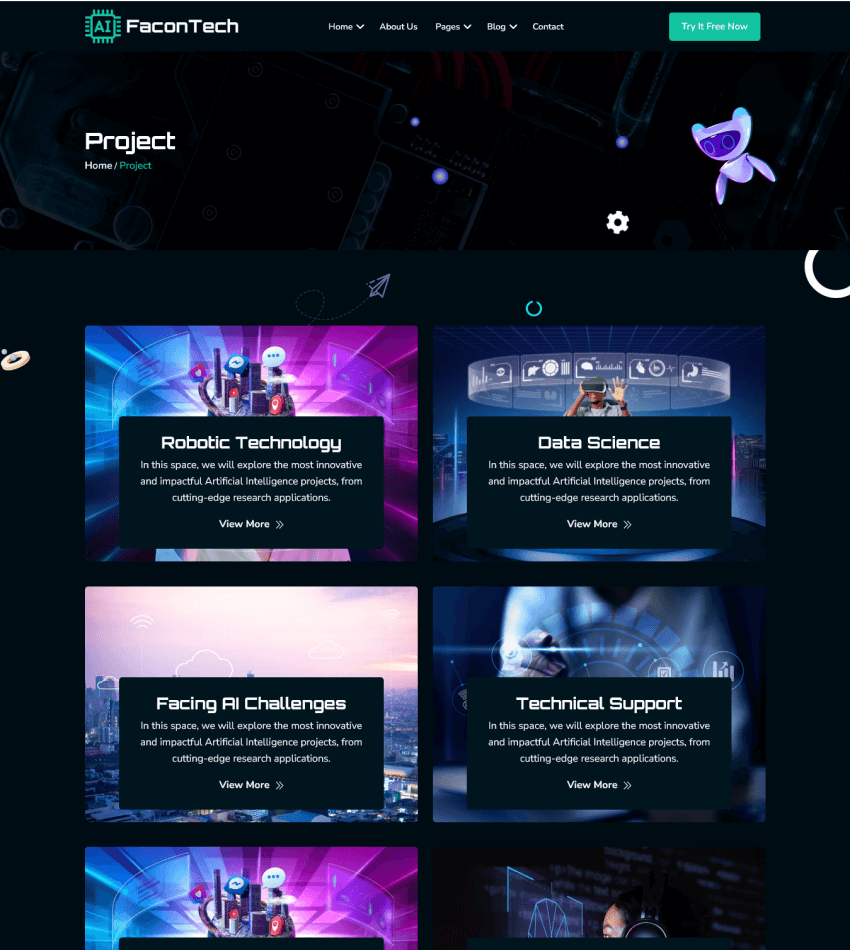 AI FaconTech
Home About Us Pages Blog Contact
Try It Free Now
Project
Home / Project
Robotic Technology
In this space, we will explore the most innovative
and impactful Artificial Intelligence projects, from
cutting-edge research applications.
View More
Data Science
In this space, we will explore the most innovative
and impactful Artificial Intelligence projects, from
cutting-edge research applications.
View More
Facing AI Challenges
In this space, we will explore the most innovative
and impactful Artificial Intelligence projects, from
cutting-edge research applications.
View More
Technical Support
In this space, we will explore the most innovative
and impactful Artificial Intelligence projects, from
cutting-edge research applications.
View More